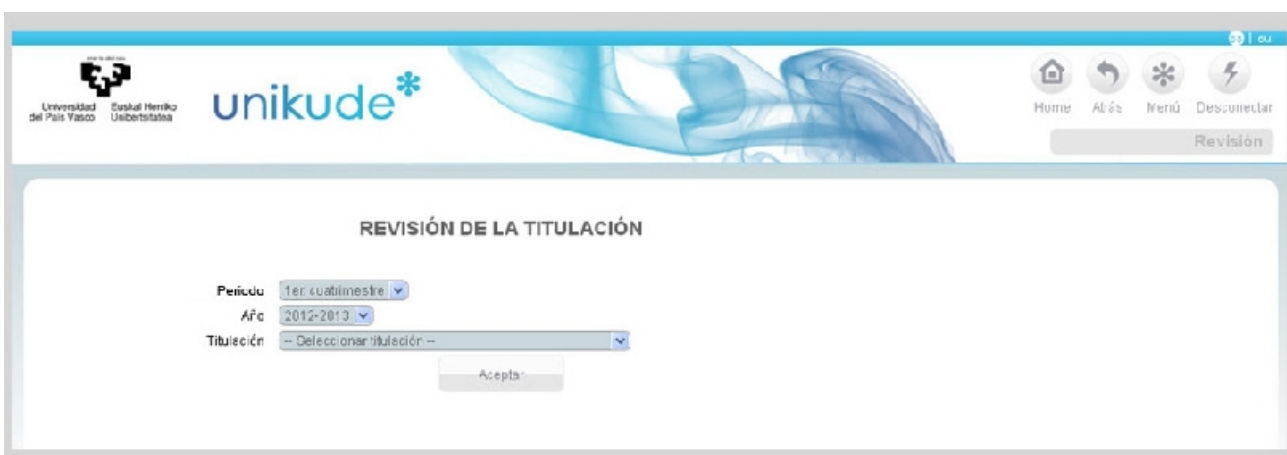 es | eu
Universidad Euskal Herriko
del País Vasco Unibertsitatea
unikude*
Home Atrás Menú Desconectar
Revisión
REVISIÓN DE LA TITULACIÓN
Periodo 1er. cuatrimestre
Año 2012-2013
Titulación -- Seleccionar titulación --
Aceptar